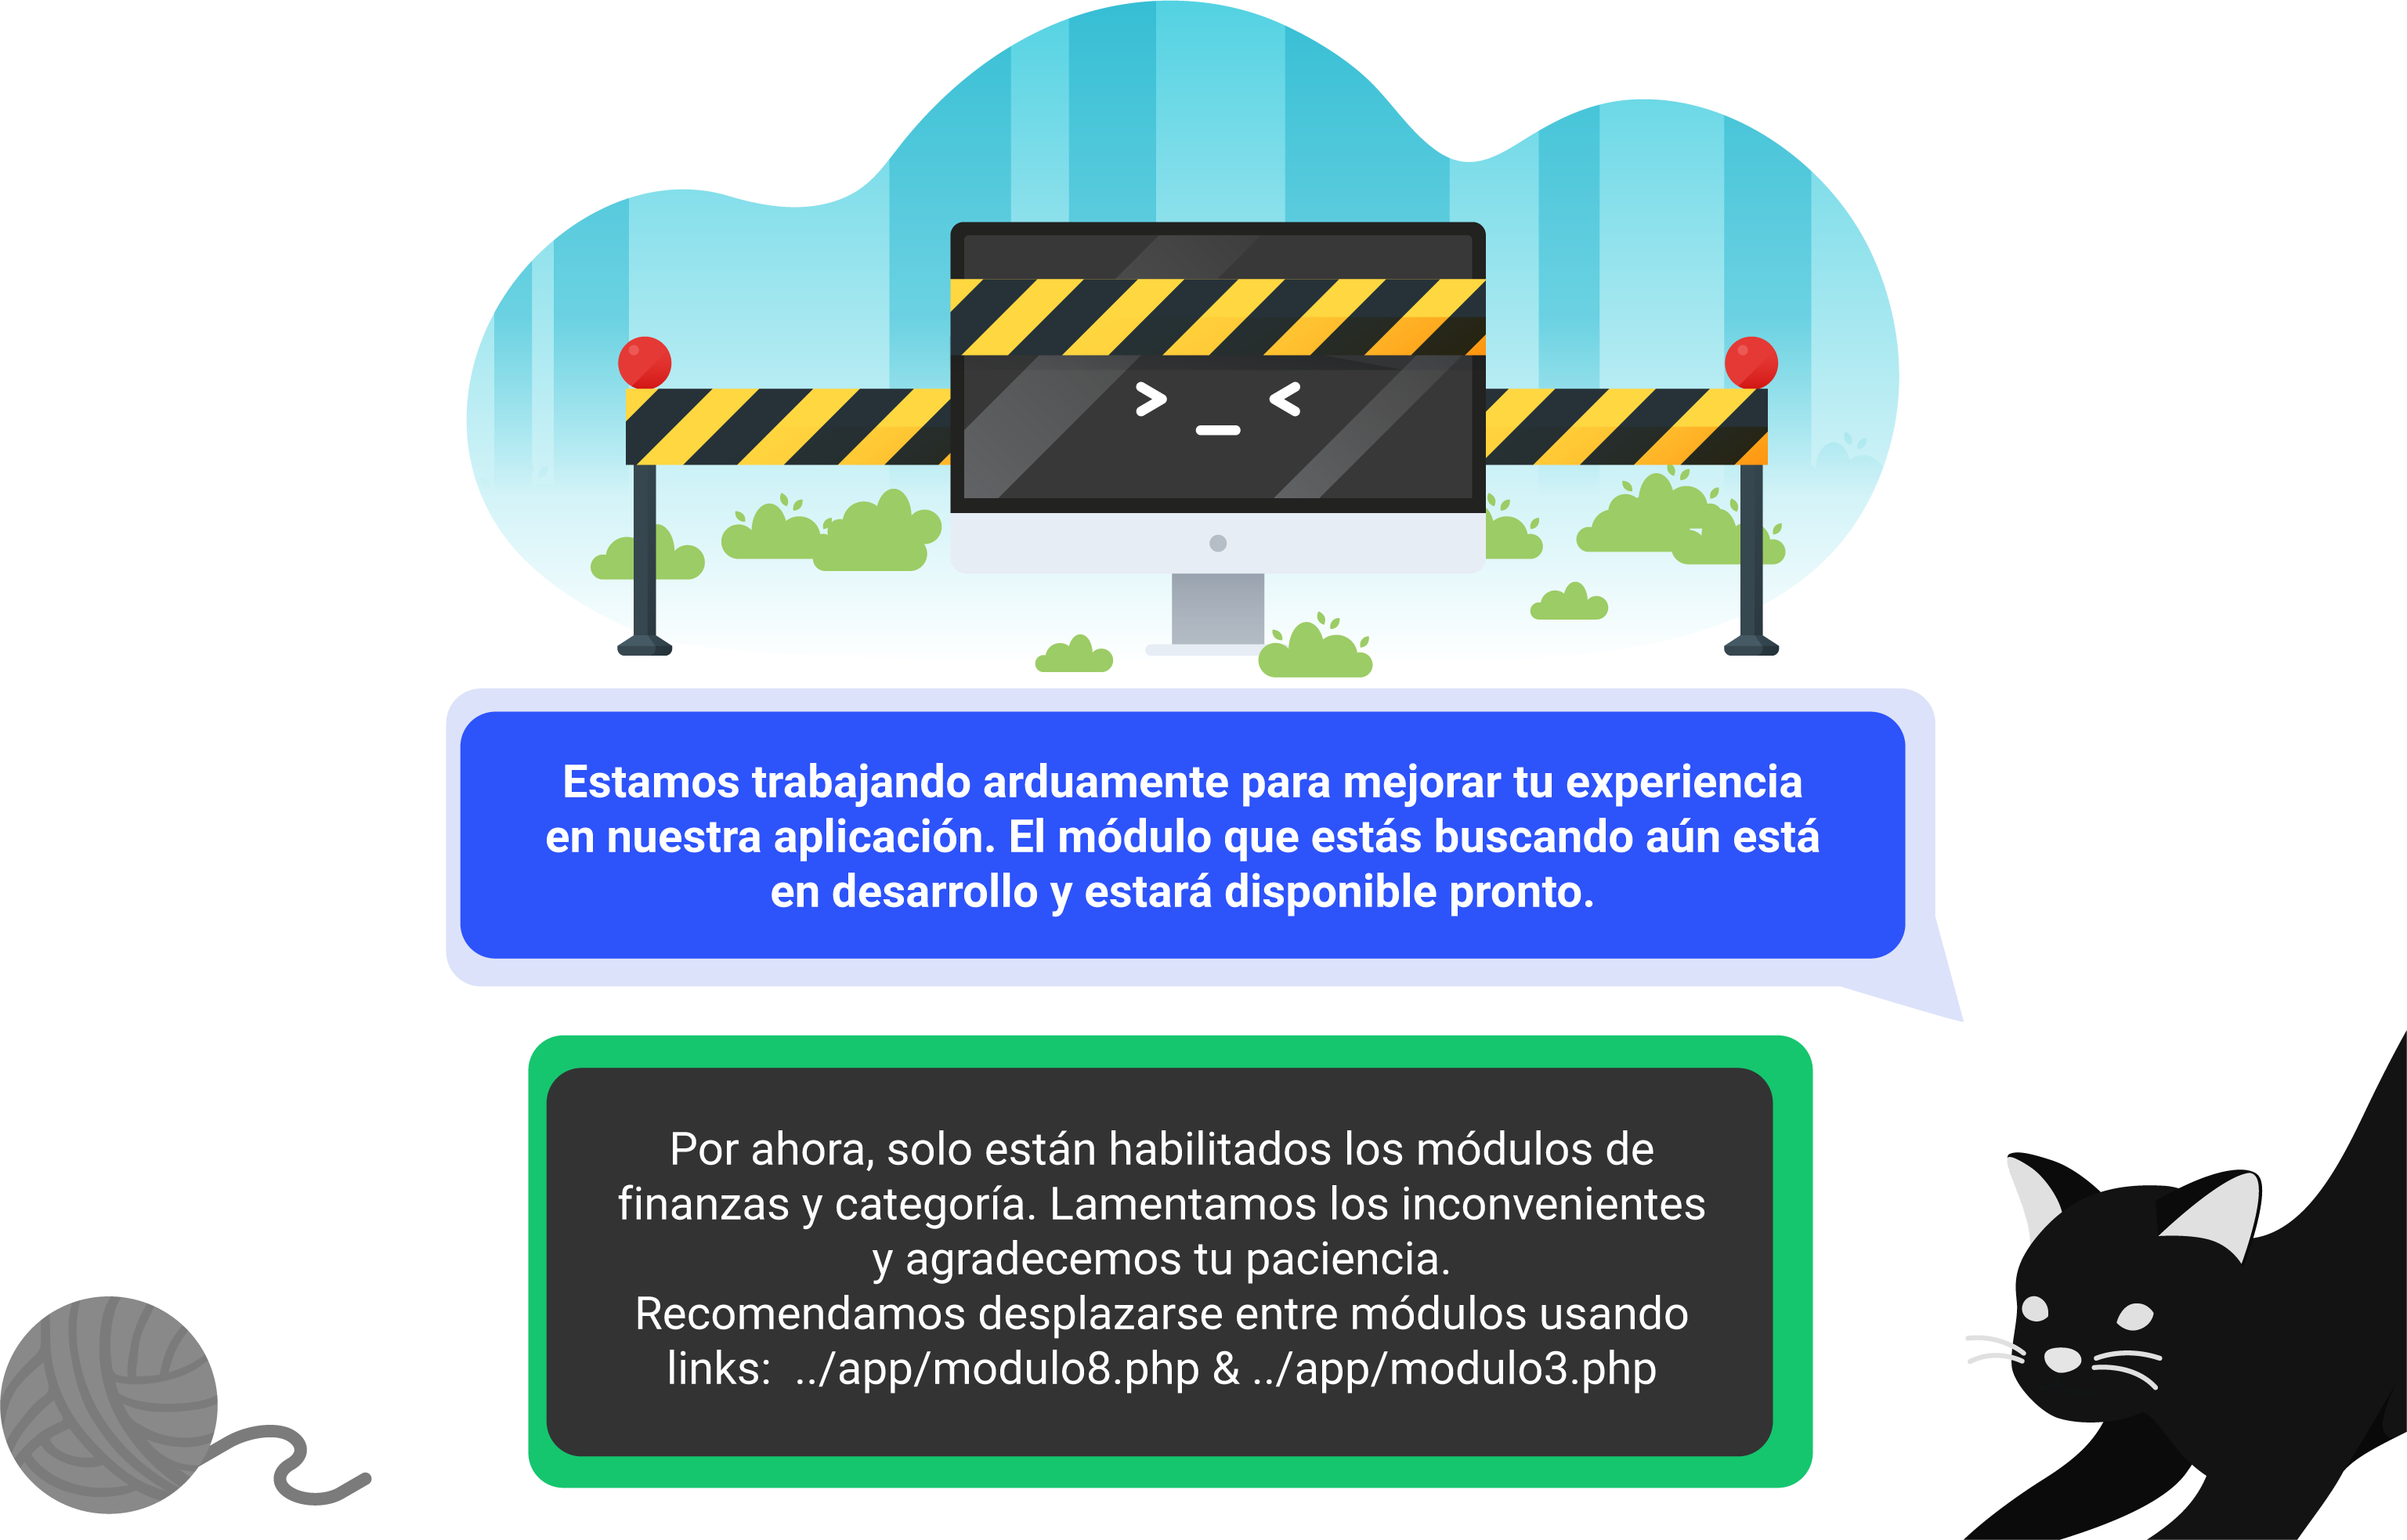 > _ <
Estamos trabajando arduamente para mejorar tu experiencia
en nuestra aplicación. El módulo que estás buscando aún está
en desarrollo y estará disponible pronto.
Por ahora, solo están habilitados los módulos de
finanzas y categoría. Lamentamos los inconvenientes
y agradecemos tu paciencia.
Recomendamos desplazarse entre módulos usando
links:  ../app/modulo8.php & ../app/modulo3.php